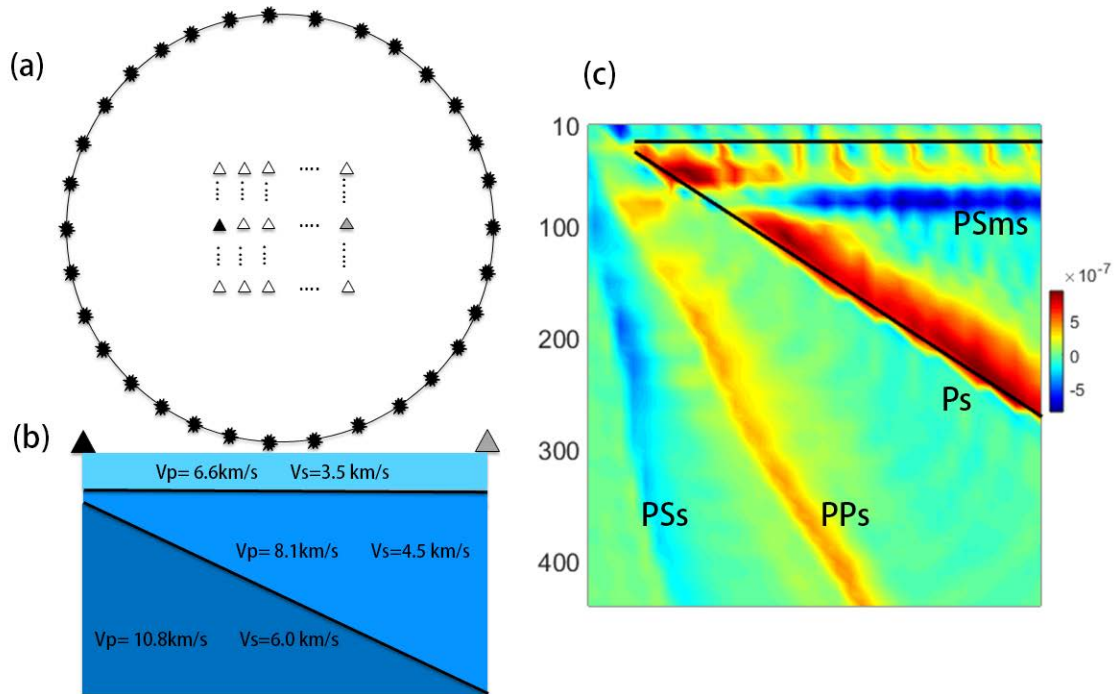 (a)
(b)
Vp= 6.6km/s Vs=3.5 km/s
Vp= 8.1km/s Vs=4.5 km/s
Vp= 10.8km/s Vs=6.0 km/s
(c)
10
100
200
300
400
PSms
Ps
PSs
PPs
× 10⁻⁷
5
0
-5